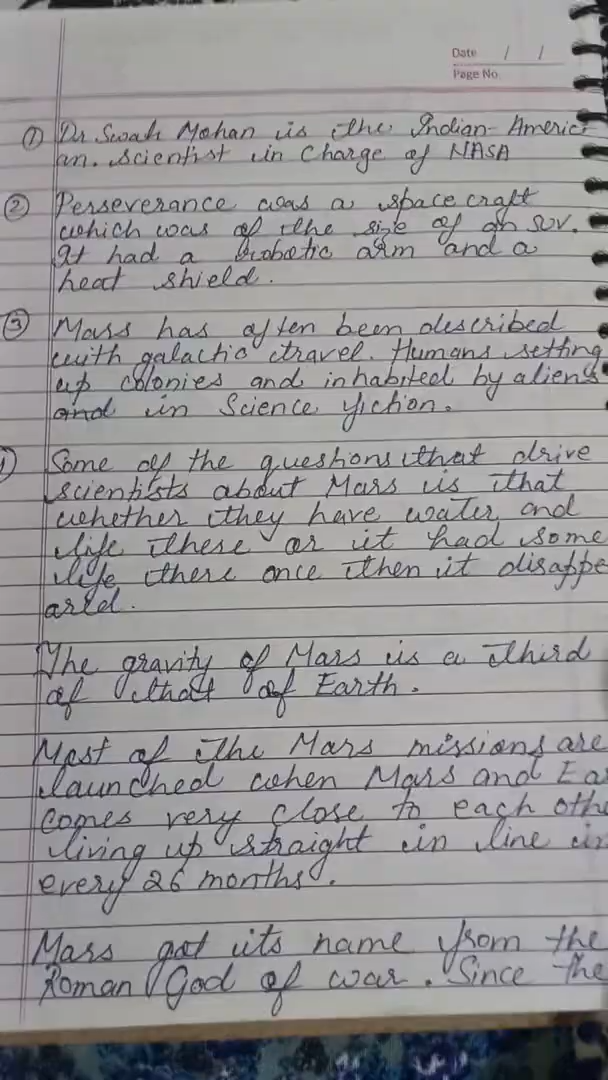 Date / /
Page No.
① Dr Swati Mohan is the Indian-Americ
an. scientist in charge of NASA
② Perseverance was a space craft
which was of the size of an SUV.
It had a brobotic arm and a
heat shield.
③ Mars has often been described
with galactic travel. Humans setting
up colonies and inhabited by aliens
and in Science fiction.
Some of the questions that drive
scientists about Mars is that
whether they have water and
life there or it had some
life there once then it disappe
ared.
The gravity of Mars is a third
of that of Earth.
Most of the Mars missions are
launched when Mars and Ea
comes very close to each othe
living up straight in line in
every 26 months.
Mars got its name from the
Roman God of war. Since the